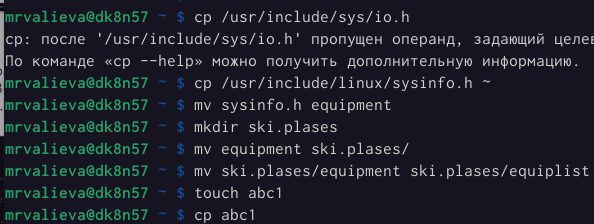 mrvalieva@dk8n57 ~ $ cp /usr/include/sys/io.h
cp: после '/usr/include/sys/io.h' пропущен операнд, задающий целев
По команде «cp --help» можно получить дополнительную информацию.
mrvalieva@dk8n57 ~ $ cp /usr/include/linux/sysinfo.h ~
mrvalieva@dk8n57 ~ $ mv sysinfo.h equipment
mrvalieva@dk8n57 ~ $ mkdir ski.plases
mrvalieva@dk8n57 ~ $ mv equipment ski.plases/
mrvalieva@dk8n57 ~ $ mv ski.plases/equipment ski.plases/equiplist
mrvalieva@dk8n57 ~ $ touch abc1
mrvalieva@dk8n57 ~ $ cp abc1